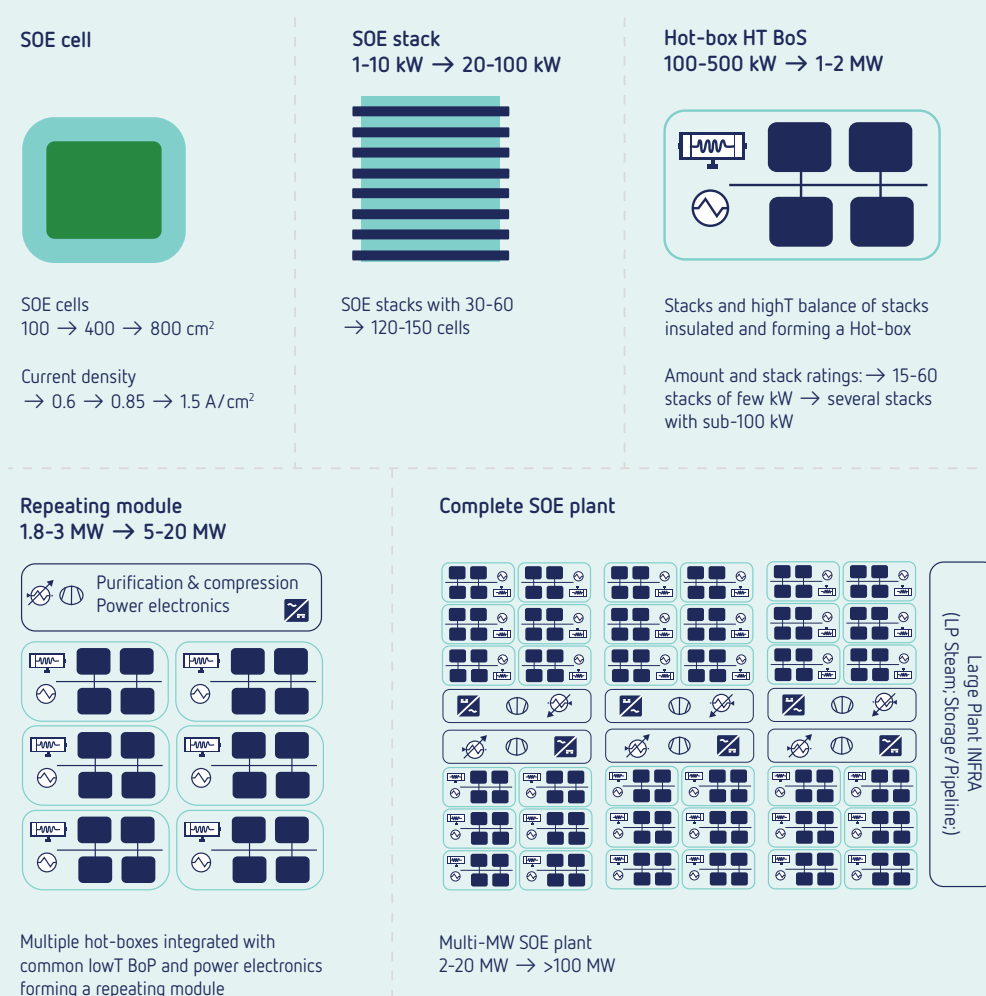 SOE cell
SOE cells
100 → 400 → 800 cm²
Current density
→ 0.6 → 0.85 → 1.5 A/cm²
SOE stack
1-10 kW → 20-100 kW
SOE stacks with 30-60
→ 120-150 cells
Hot-box HT BoS
100-500 kW → 1-2 MW
Stacks and highT balance of stacks
insulated and forming a Hot-box
Amount and stack ratings: → 15-60
stacks of few kW → several stacks
with sub-100 kW
Repeating module
1.8-3 MW → 5-20 MW
Purification & compression
Power electronics
Multiple hot-boxes integrated with
common lowT BoP and power electronics
forming a repeating module
Complete SOE plant
Large Plant INFRA
(LP Steam; Storage/Pipeline;)
Multi-MW SOE plant
2-20 MW → >100 MW